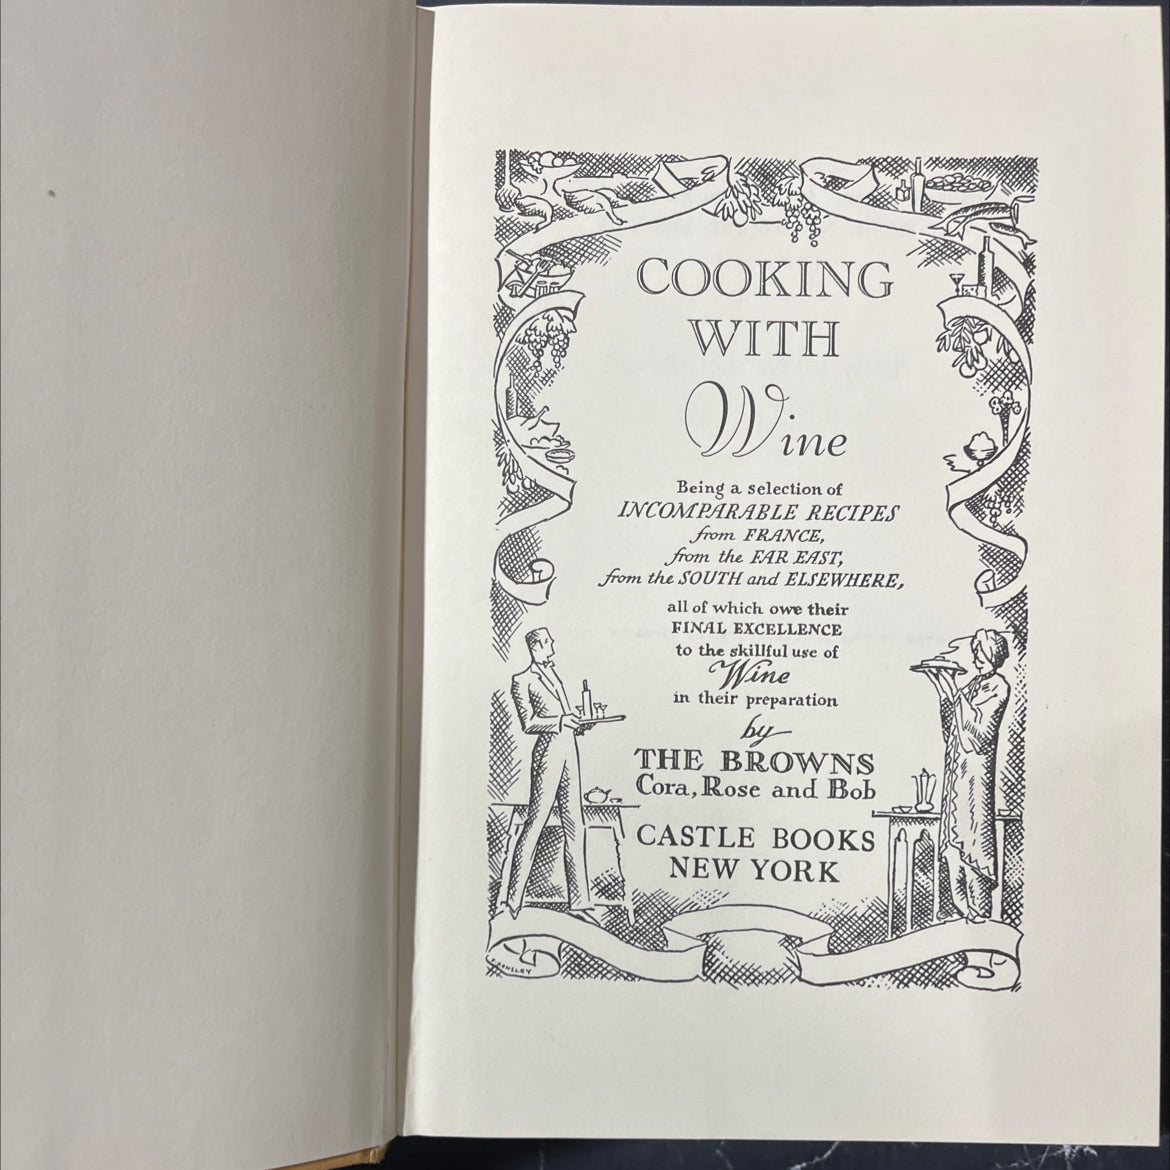 COOKING
WITH
Wine
Being a selection of
INCOMPARABLE RECIPES
from FRANCE,
from the FAR EAST,
from the SOUTH and ELSEWHERE,
all of which owe their
FINAL EXCELLENCE
to the skillful use of
Wine
in their preparation
by
THE BROWNS
Cora, Rose and Bob
CASTLE BOOKS
NEW YORK